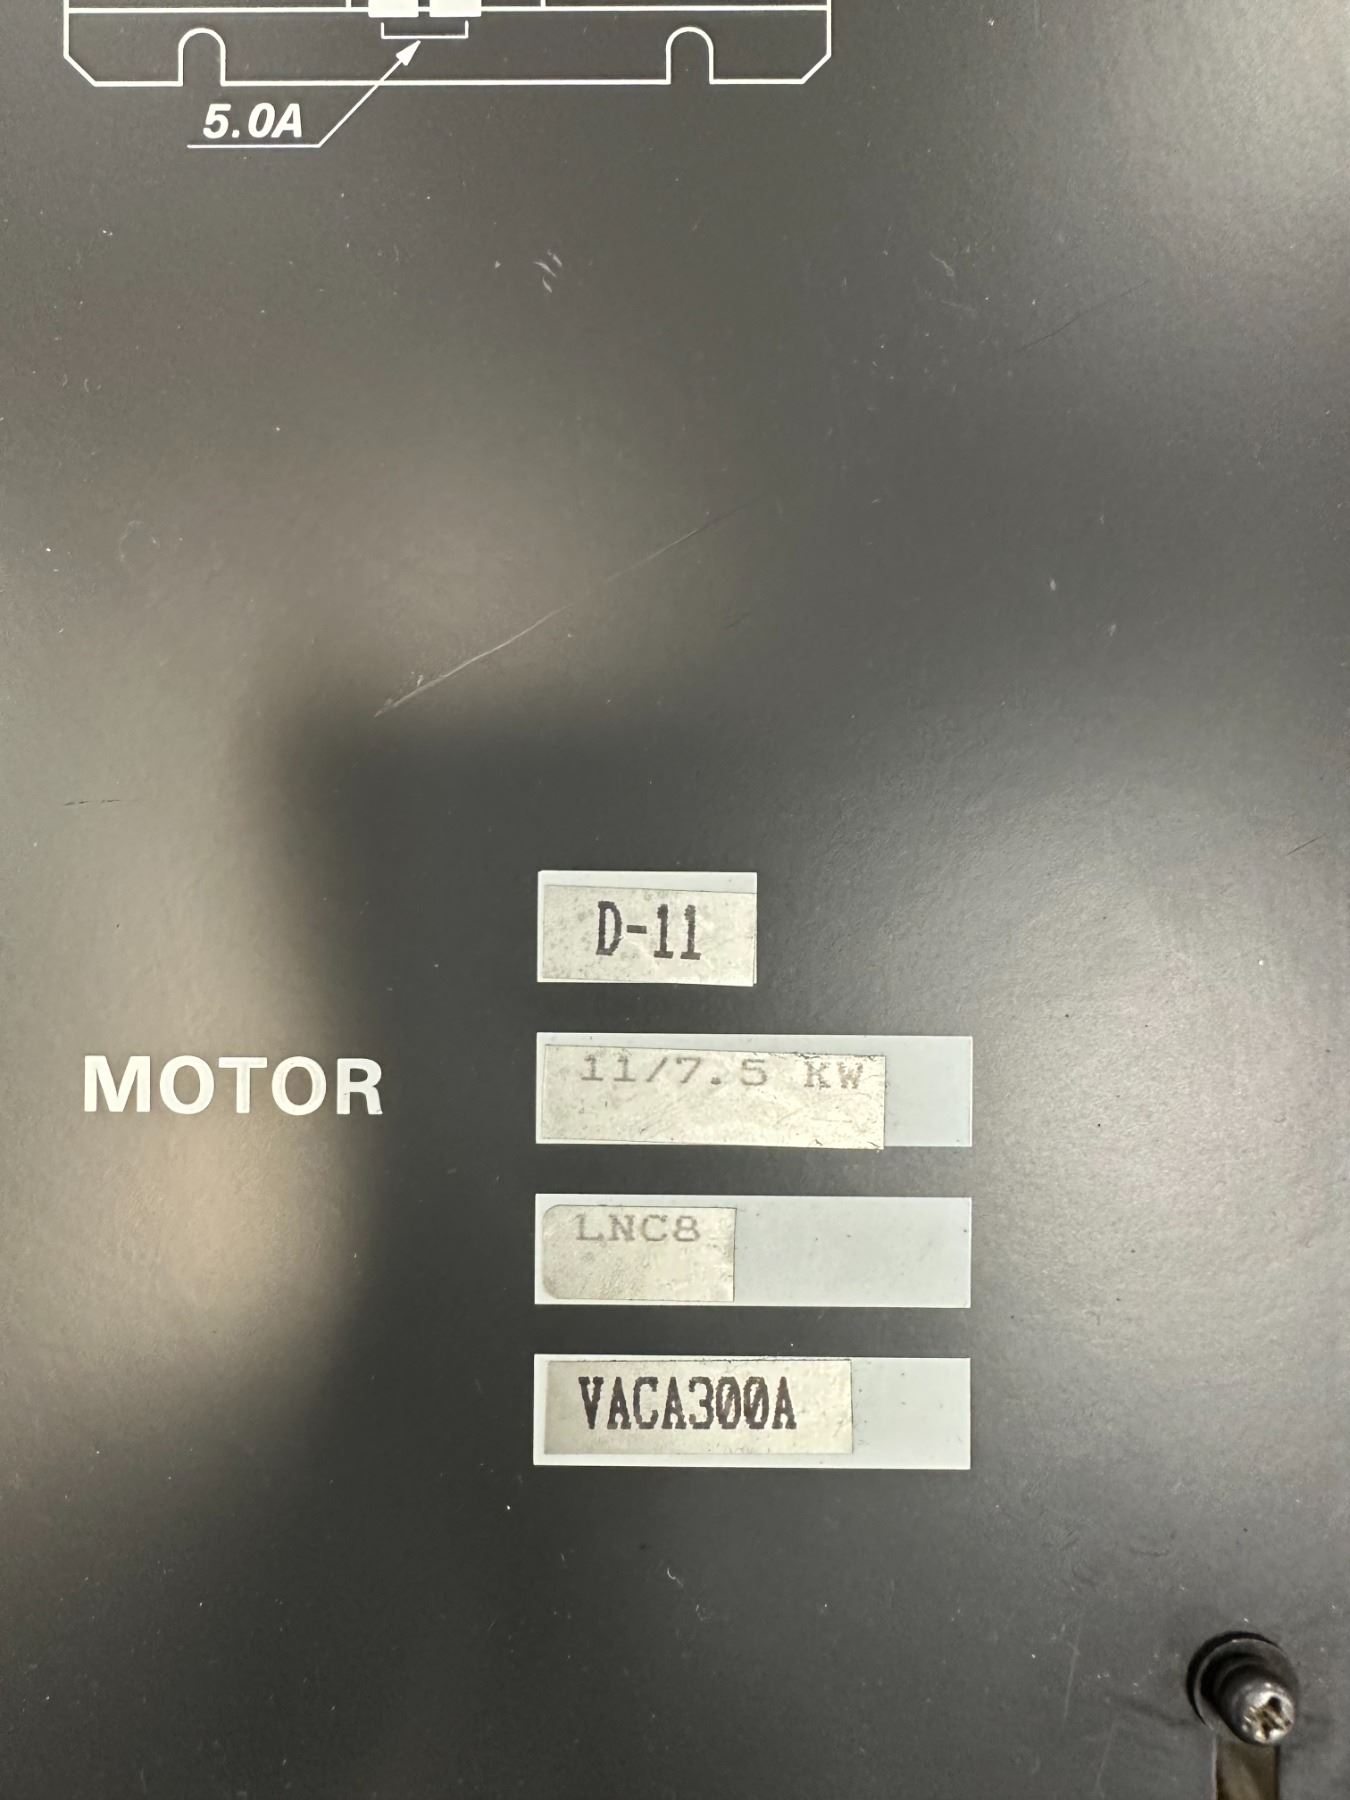 5.0A
D-11
MOTOR
11/7.5 KW
LNC8
VACA300A